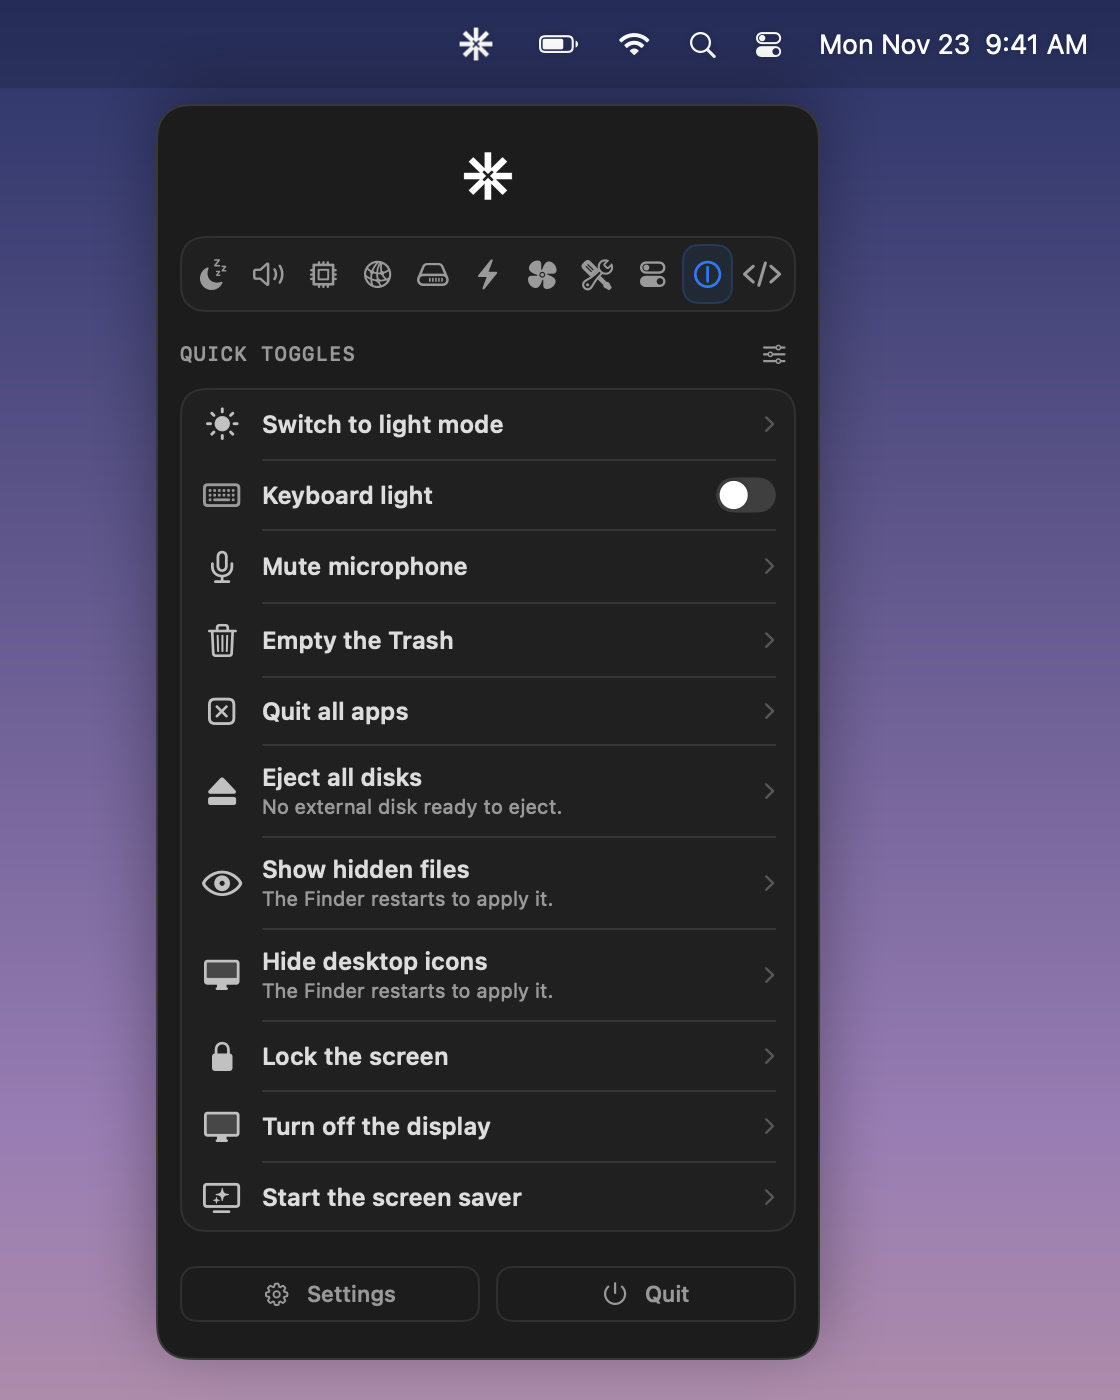 Mon Nov 23 9:41 AM
QUICK TOGGLES
Switch to light mode
Keyboard light
Mute microphone
Empty the Trash
Quit all apps
Eject all disks
No external disk ready to eject.
Show hidden files
The Finder restarts to apply it.
Hide desktop icons
The Finder restarts to apply it.
Lock the screen
Turn off the display
Start the screen saver
Settings
Quit